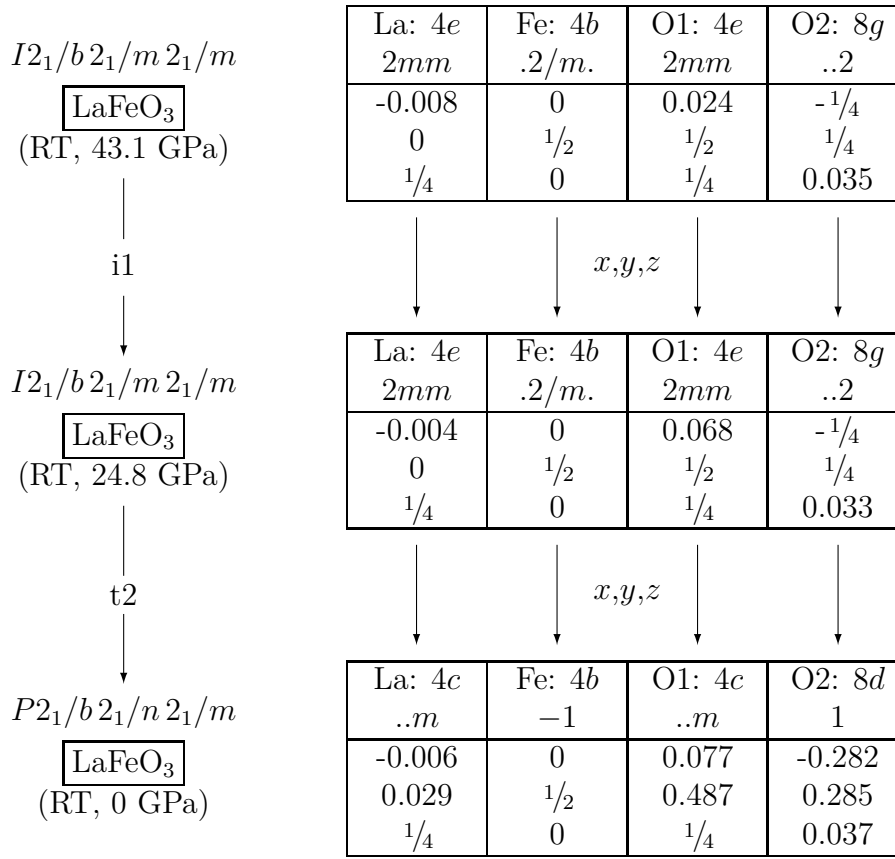 I2₁/b 2₁/m 2₁/m
LaFeO₃
(RT, 43.1 GPa)
La: 4e Fe: 4b O1: 4e O2: 8g
2mm .2/m. 2mm ..2
-0.008 0 0.024 -1/4
0 1/2 1/2 1/4
1/4 0 1/4 0.035
i1
x,y,z
I2₁/b 2₁/m 2₁/m
LaFeO₃
(RT, 24.8 GPa)
La: 4e Fe: 4b O1: 4e O2: 8g
2mm .2/m. 2mm ..2
-0.004 0 0.068 -1/4
0 1/2 1/2 1/4
1/4 0 1/4 0.033
t2
x,y,z
P2₁/b 2₁/n 2₁/m
LaFeO₃
(RT, 0 GPa)
La: 4c Fe: 4b O1: 4c O2: 8d
..m −1 ..m 1
-0.006 0 0.077 -0.282
0.029 1/2 0.487 0.285
1/4 0 1/4 0.037